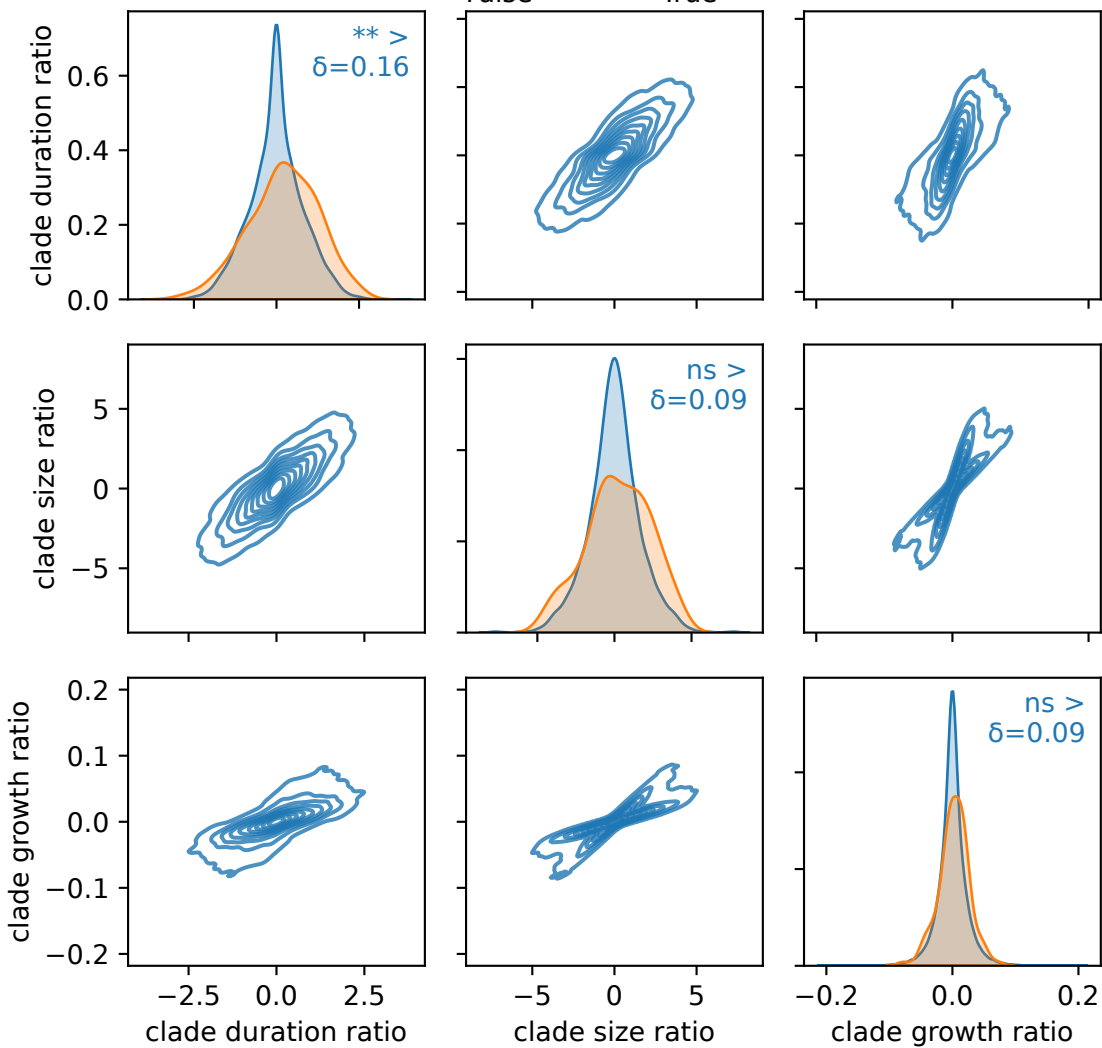 ** >
δ=0.16
clade duration ratio
0.6
0.4
0.2
0.0
ns >
δ=0.09
clade size ratio
5
0
−5
ns >
δ=0.09
clade growth ratio
0.2
0.1
0.0
−0.1
−0.2
−2.5 0.0 2.5
−5 0 5
−0.2 0.0 0.2
clade duration ratio
clade size ratio
clade growth ratio